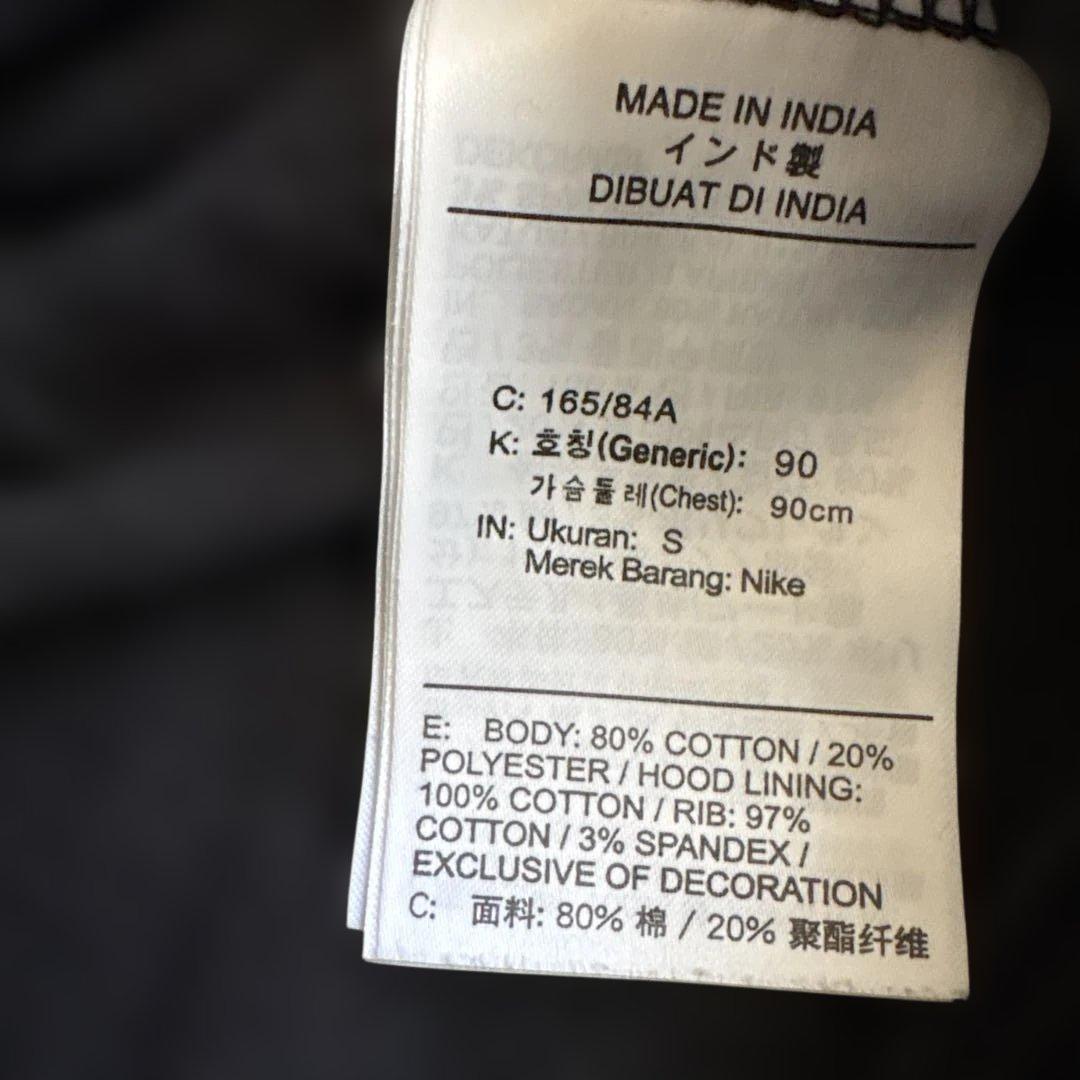 MADE IN INDIA
インド製
DIBUAT DI INDIA
C: 165/84A
K: 호칭(Generic): 90
가슴둘레(Chest): 90cm
IN: Ukuran: S
Merek Barang: Nike
E: BODY: 80% COTTON / 20%
POLYESTER / HOOD LINING:
100% COTTON / RIB: 97%
COTTON / 3% SPANDEX /
EXCLUSIVE OF DECORATION
C: 面料: 80% 棉 / 20% 聚酯纤维